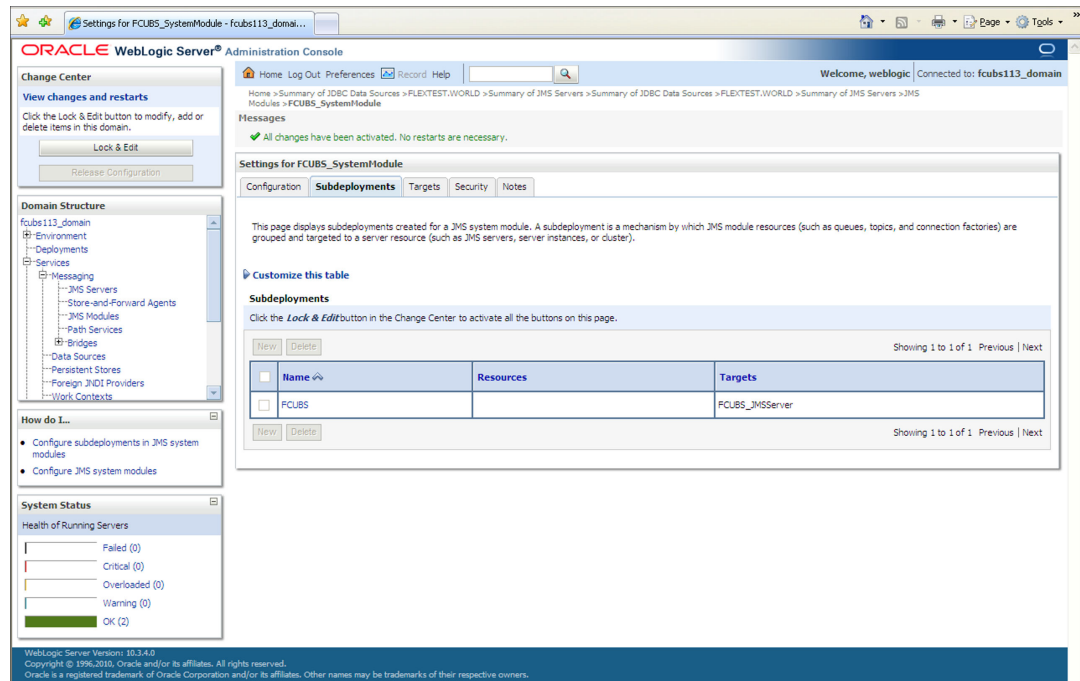 Settings for FCUBS_SystemModule - fcubs113_domai...
Page
Tools
»
ORACLE WebLogic Server® Administration Console
Change Center
View changes and restarts
Click the Lock & Edit button to modify, add or
delete items in this domain.
Lock & Edit
Release Configuration
Domain Structure
fcubs113_domain
Environment
Deployments
Services
Messaging
JMS Servers
Store-and-Forward Agents
JMS Modules
Path Services
Bridges
Data Sources
Persistent Stores
Foreign JNDI Providers
Work Contexts
How do I...
Configure subdeployments in JMS system
modules
Configure JMS system modules
System Status
Health of Running Servers
Failed (0)
Critical (0)
Overloaded (0)
Warning (0)
OK (2)
Home Log Out Preferences Record Help
Welcome, weblogic Connected to: fcubs113_domain
Home >Summary of JDBC Data Sources >FLEXTEST.WORLD >Summary of JMS Servers >Summary of JDBC Data Sources >FLEXTEST.WORLD >Summary of JMS Servers >JMS
Modules >FCUBS_SystemModule
Messages
All changes have been activated. No restarts are necessary.
Settings for FCUBS_SystemModule
Configuration Subdeployments Targets Security Notes
This page displays subdeployments created for a JMS system module. A subdeployment is a mechanism by which JMS module resources (such as queues, topics, and connection factories) are
grouped and targeted to a server resource (such as JMS servers, server instances, or cluster).
Customize this table
Subdeployments
Click the Lock & Edit button in the Change Center to activate all the buttons on this page.
New Delete Showing 1 to 1 of 1 Previous | Next
Name Resources Targets
FCUBS FCUBS_JMSServer
New Delete Showing 1 to 1 of 1 Previous | Next
WebLogic Server Version: 10.3.4.0
Copyright © 1996,2010, Oracle and/or its affiliates. All rights reserved.
Oracle is a registered trademark of Oracle Corporation and/or its affiliates. Other names may be trademarks of their respective owners.